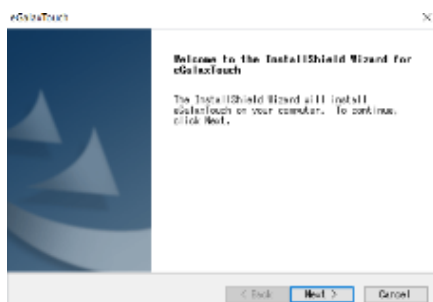 eGalaxTouch
Welcome to the InstallShield Wizard for
eGalaxTouch
The InstallShield Wizard will install
eGalaxTouch on your computer. To continue,
click Next.
< Back
Next >
Cancel